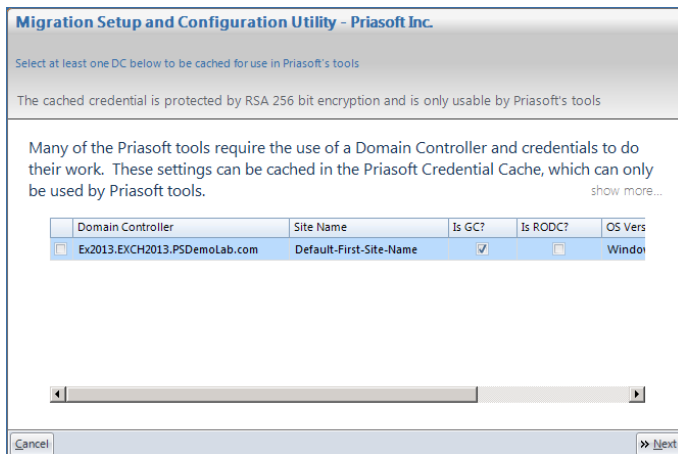 Migration Setup and Configuration Utility - Priasoft Inc.
Select at least one DC below to be cached for use in Priasoft's tools
The cached credential is protected by RSA 256 bit encryption and is only usable by Priasoft's tools
Many of the Priasoft tools require the use of a Domain Controller and credentials to do
their work. These settings can be cached in the Priasoft Credential Cache, which can only
be used by Priasoft tools. show more...
Domain Controller Site Name Is GC? Is RODC? OS Vers
Ex2013.EXCH2013.PSDemoLab.com Default-First-Site-Name Windov
Cancel » Next